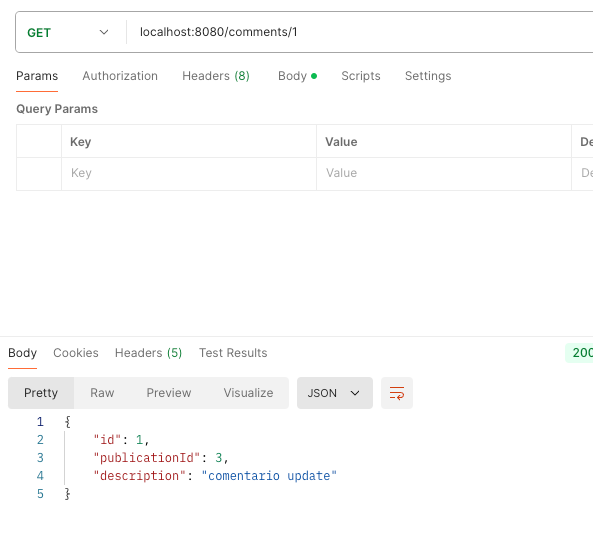 GET localhost:8080/comments/1
Params Authorization Headers (8) Body Scripts Settings
Query Params
Key Value De
Key Value De
Body Cookies Headers (5) Test Results 200
Pretty Raw Preview Visualize JSON
1 {
2 "id": 1,
3 "publicationId": 3,
4 "description": "comentario update"
5 }